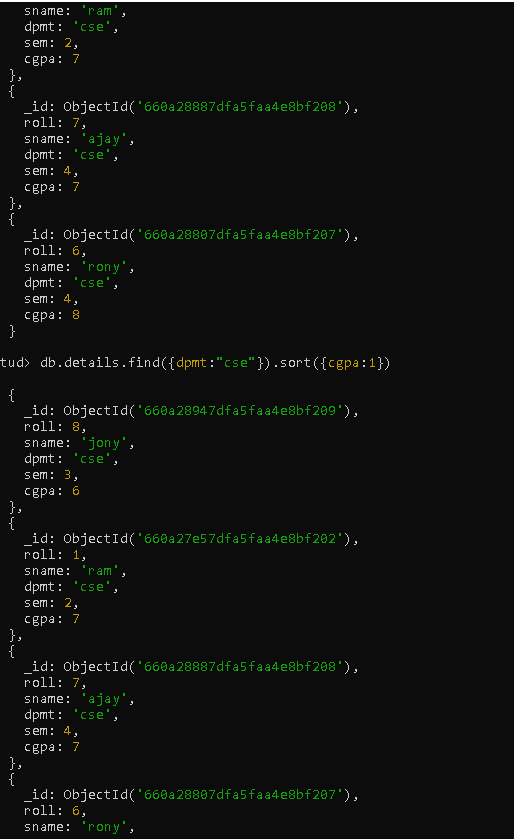 sname: 'ram',
dpmt: 'cse',
sem: 2,
cgpa: 7
},
{
_id: ObjectId('660a28887dfa5faa4e8bf208'),
roll: 7,
sname: 'ajay',
dpmt: 'cse',
sem: 4,
cgpa: 7
},
{
_id: ObjectId('660a28807dfa5faa4e8bf207'),
roll: 6,
sname: 'rony',
dpmt: 'cse',
sem: 4,
cgpa: 8
}
tud> db.details.find({dpmt:"cse"}).sort({cgpa:1})
{
_id: ObjectId('660a28947dfa5faa4e8bf209'),
roll: 8,
sname: 'jony',
dpmt: 'cse',
sem: 3,
cgpa: 6
},
{
_id: ObjectId('660a27e57dfa5faa4e8bf202'),
roll: 1,
sname: 'ram',
dpmt: 'cse',
sem: 2,
cgpa: 7
},
{
_id: ObjectId('660a28887dfa5faa4e8bf208'),
roll: 7,
sname: 'ajay',
dpmt: 'cse',
sem: 4,
cgpa: 7
},
{
_id: ObjectId('660a28807dfa5faa4e8bf207'),
roll: 6,
sname: 'rony',